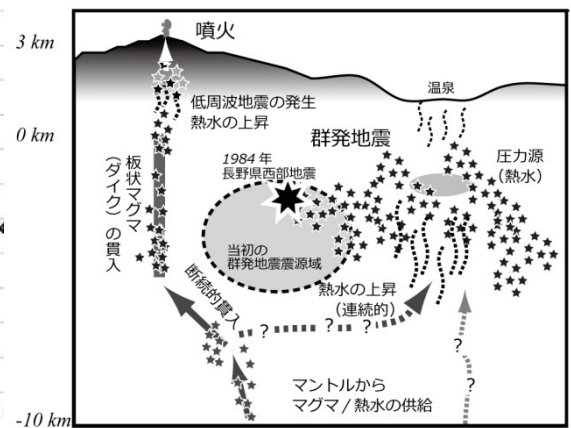 3 km
0 km
-10 km
噴火
低周波地震の発生
熱水の上昇
板状マグマ
（ダイク）の貫入
1984 年
長野県西部地震
当初の
群発地震震源域
群発地震
温泉
圧力源
（熱水）
断続的貫入
熱水の上昇
（連続的）
?
?
?
?
?
マントルから
マグマ / 熱水の供給